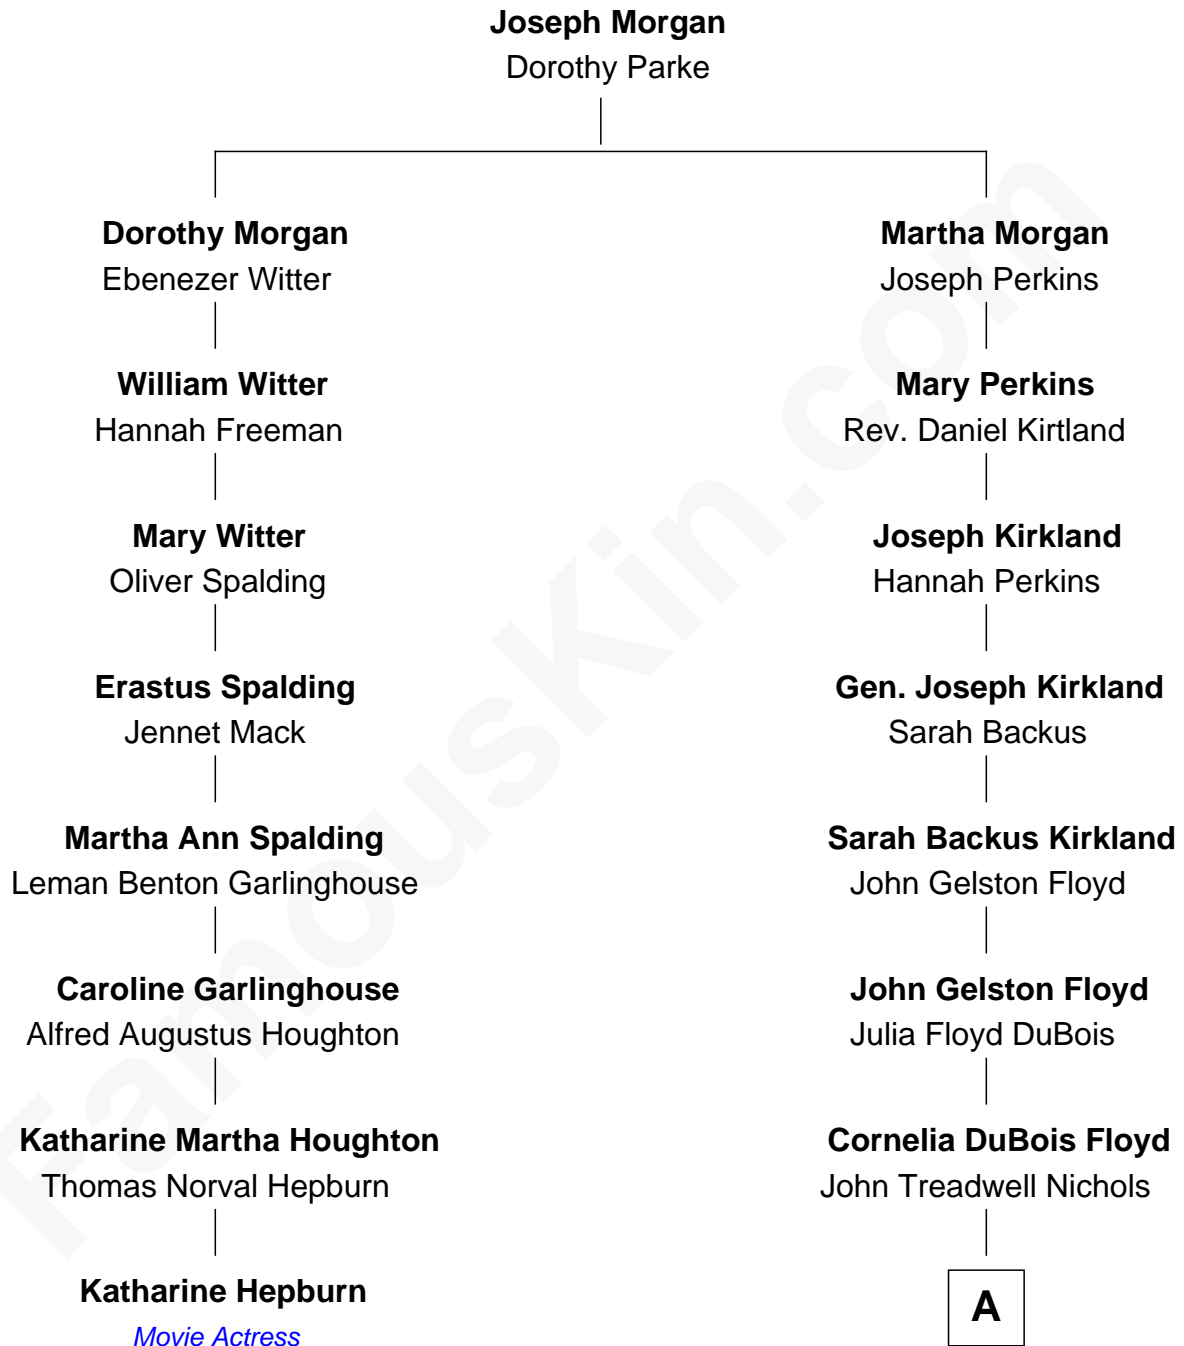 Joseph Morgan
Dorothy Parke
Dorothy Morgan
Ebenezer Witter
William Witter
Hannah Freeman
Mary Witter
Oliver Spalding
Erastus Spalding
Jennet Mack
Martha Ann Spalding
Leman Benton Garlinghouse
Caroline Garlinghouse
Alfred Augustus Houghton
Katharine Martha Houghton
Thomas Norval Hepburn
Katharine Hepburn
Movie Actress
Martha Morgan
Joseph Perkins
Mary Perkins
Rev. Daniel Kirtland
Joseph Kirkland
Hannah Perkins
Gen. Joseph Kirkland
Sarah Backus
Sarah Backus Kirkland
John Gelston Floyd
John Gelston Floyd
Julia Floyd DuBois
Cornelia DuBois Floyd
John Treadwell Nichols
A
FamousKin.com